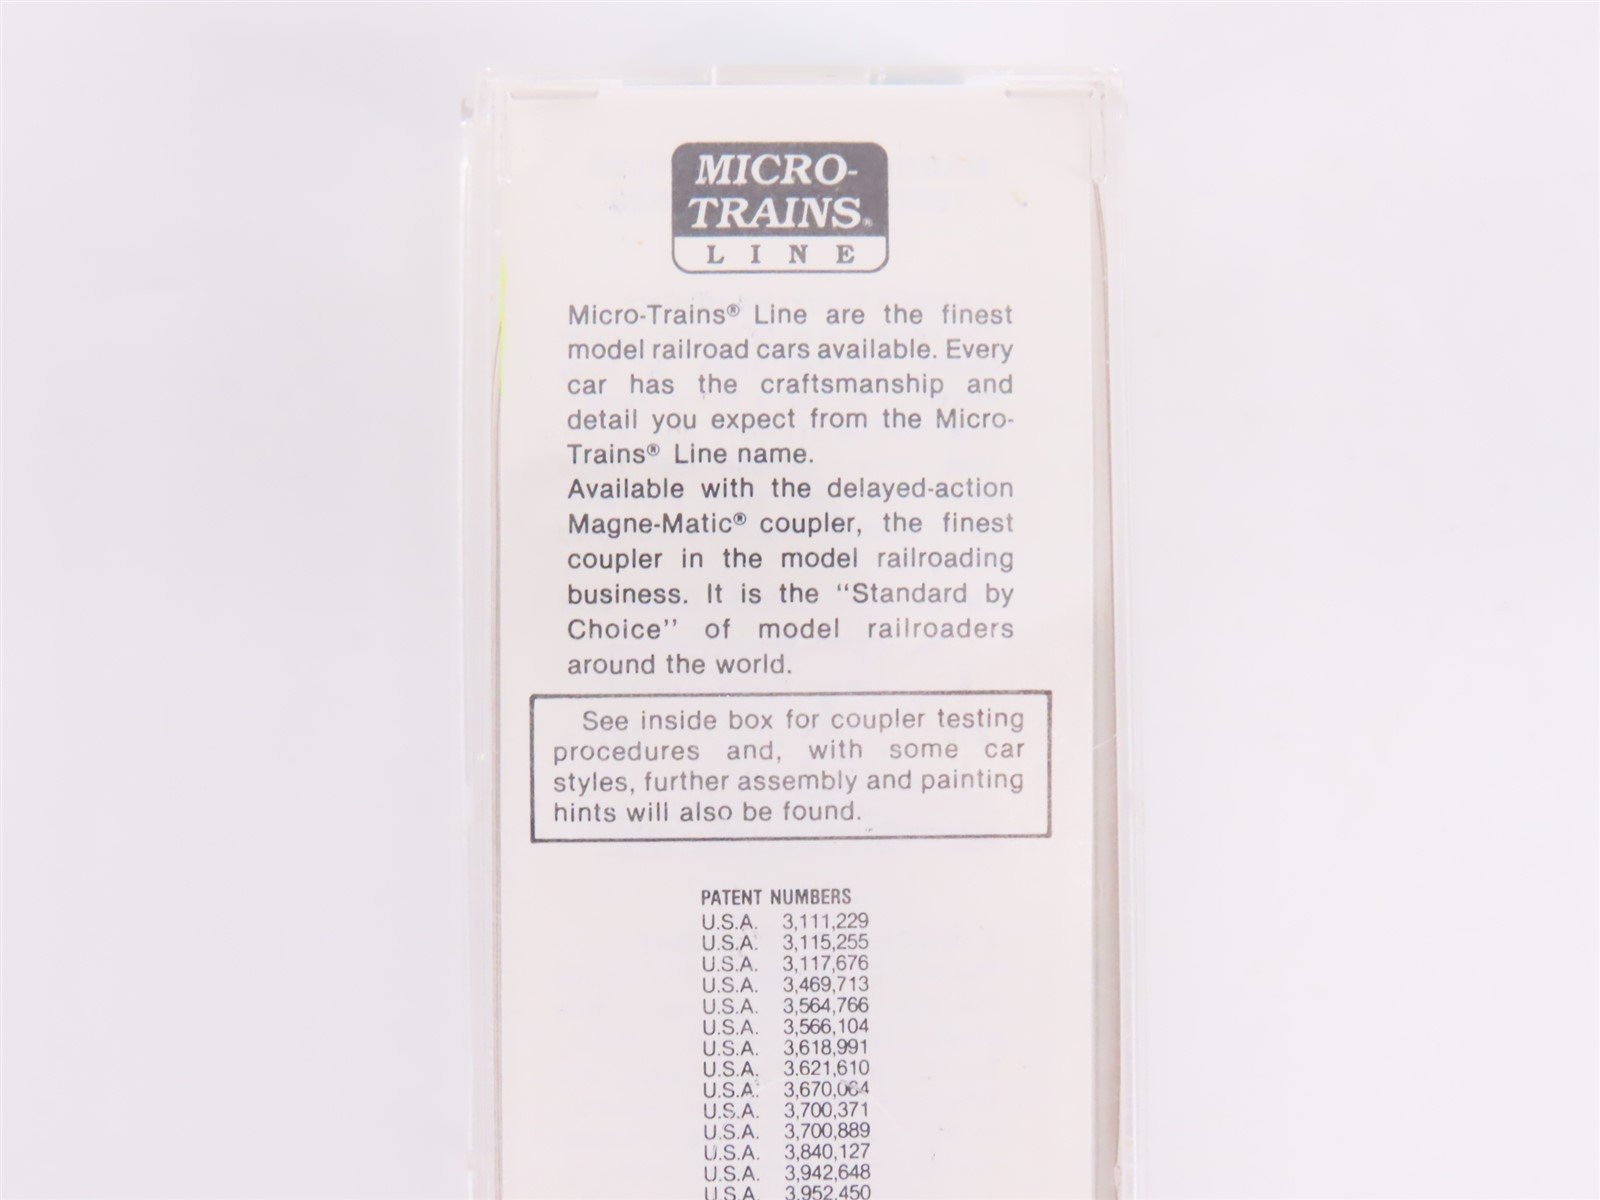 MICRO-
TRAINS®
LINE
Micro-Trains® Line are the finest
model railroad cars available. Every
car has the craftsmanship and
detail you expect from the Micro-
Trains® Line name.
Available with the delayed-action
Magne-Matic® coupler, the finest
coupler in the model railroading
business. It is the "Standard by
Choice" of model railroaders
around the world.
See inside box for coupler testing
procedures and, with some car
styles, further assembly and painting
hints will also be found.
PATENT NUMBERS
U.S.A. 3,111,229
U.S.A. 3,115,255
U.S.A. 3,117,676
U.S.A. 3,469,713
U.S.A. 3,564,766
U.S.A. 3,566,104
U.S.A. 3,618,991
U.S.A. 3,621,610
U.S.A. 3,670,064
U.S.A. 3,700,371
U.S.A. 3,700,889
U.S.A. 3,840,127
U.S.A. 3,942,648
U.S.A. 3,952,450